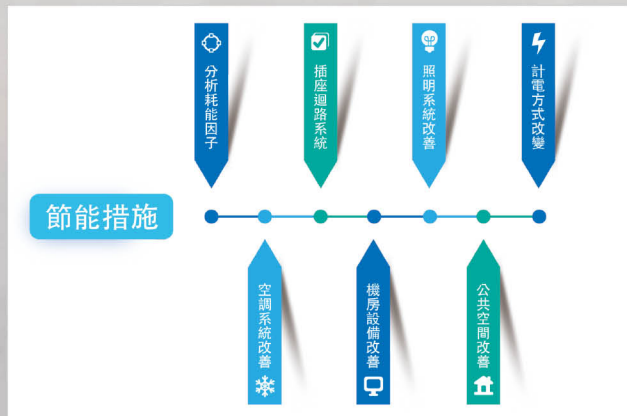 分析耗能因子
插座迴路系統
照明系統改善
計電方式改變
節能措施
空調系統改善
機房設備改善
公共空間改善